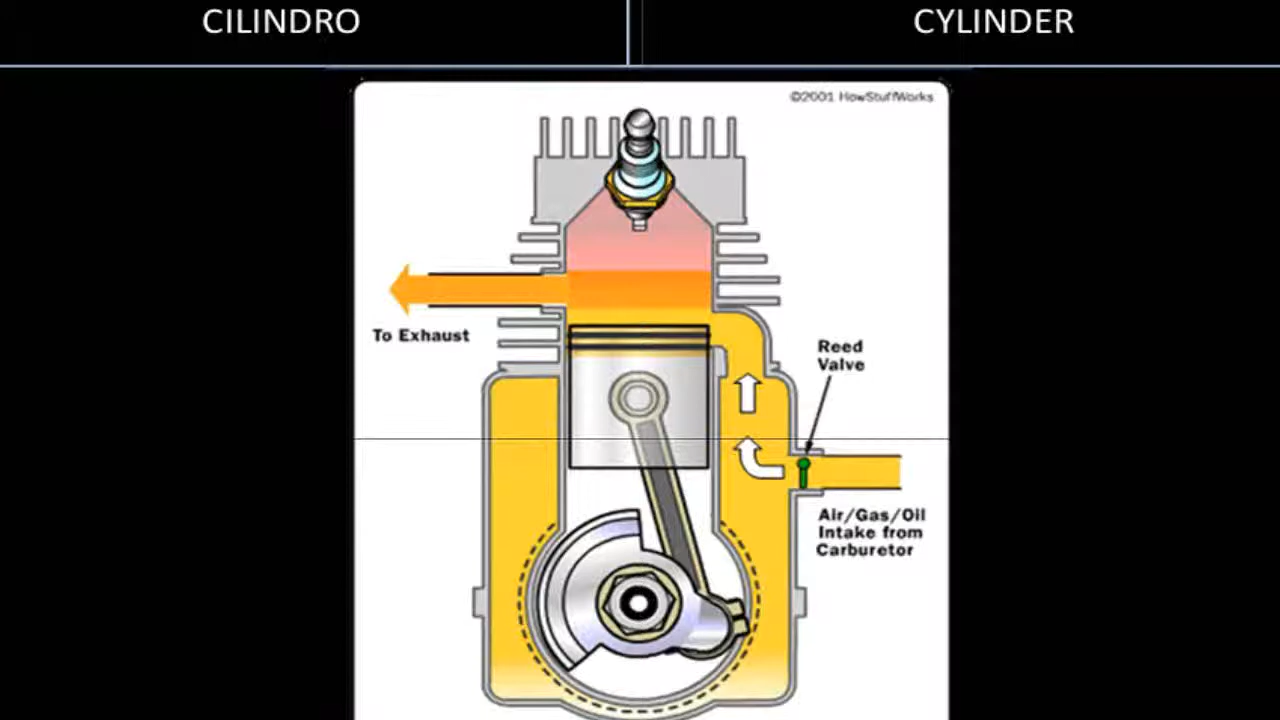 CILINDRO
CYLINDER
©2001 HowStuffWorks
To Exhaust
Reed
Valve
Air/Gas/Oil
Intake from
Carburetor